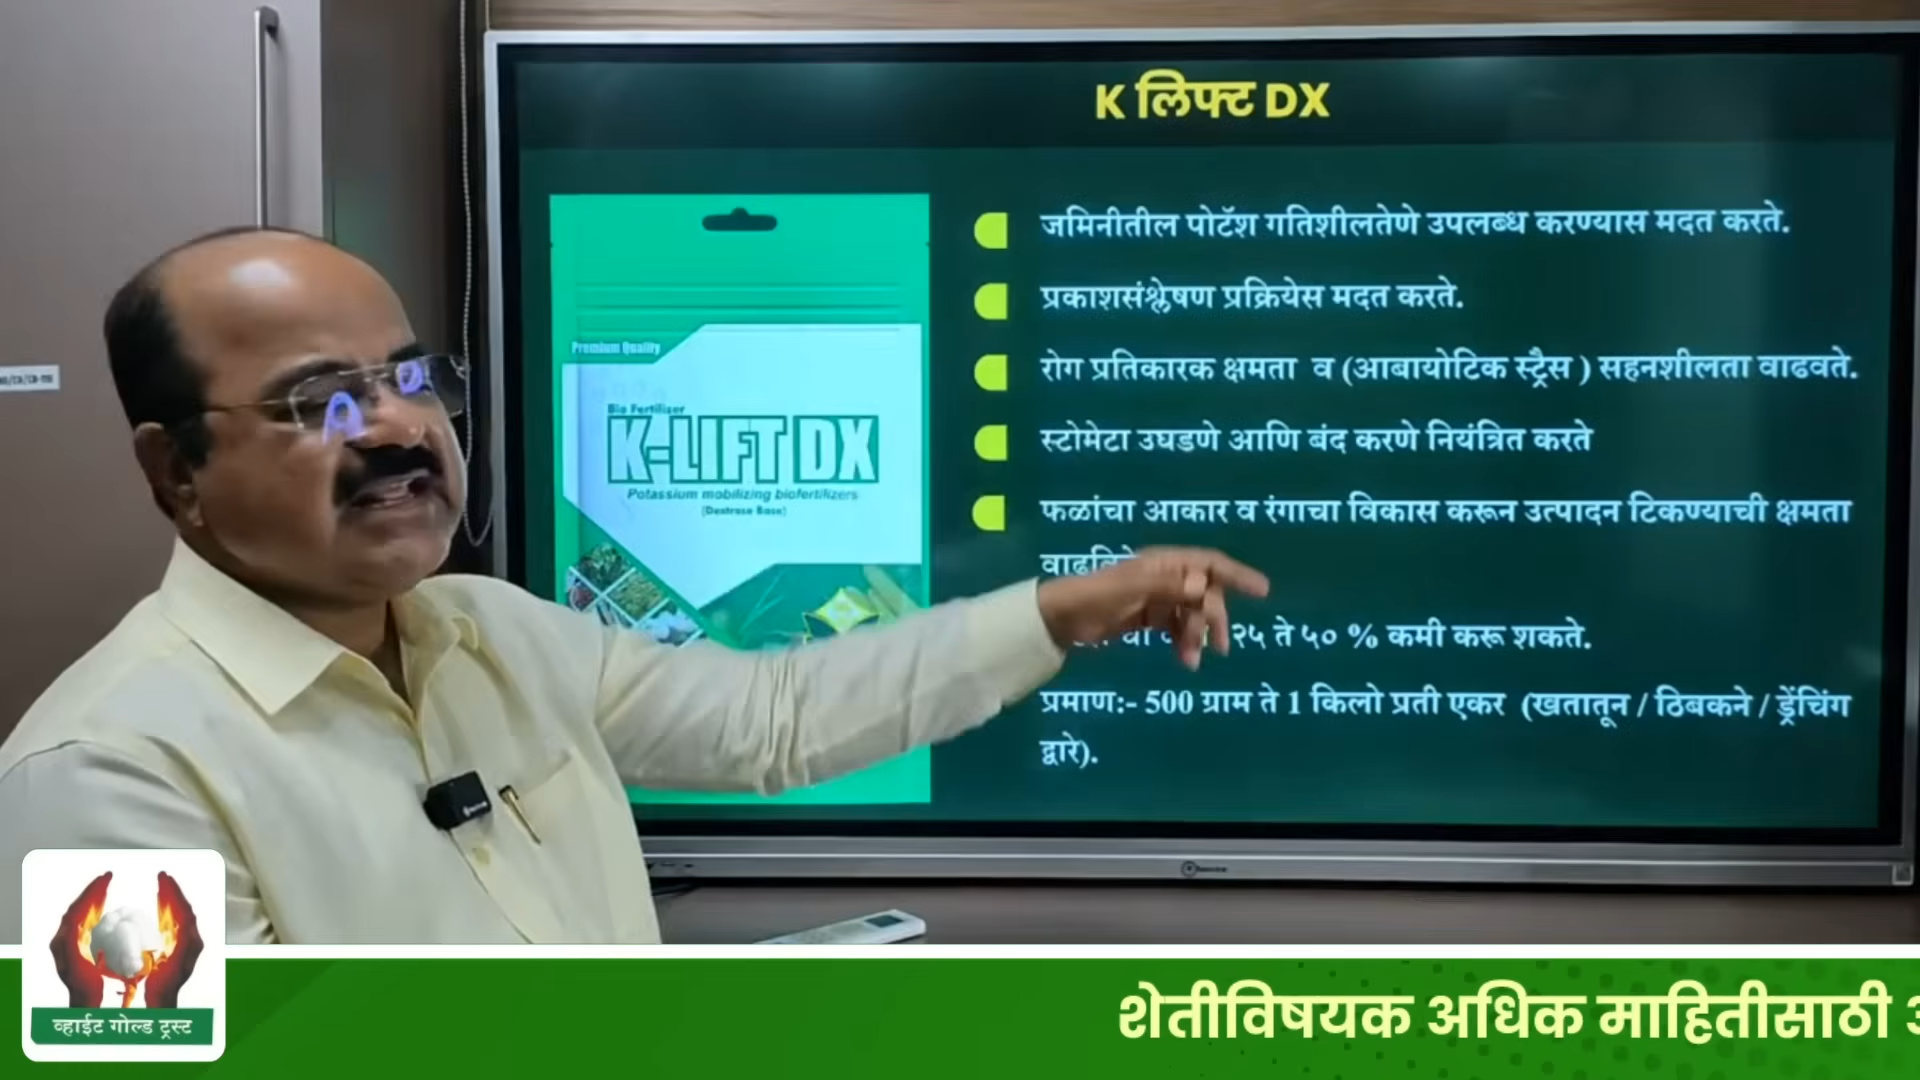 K लिफ्ट DX
जमिनीतील पोटॅश गतिशीलतेणे उपलब्ध करण्यास मदत करते.
प्रकाशसंश्लेषण प्रक्रियेस मदत करते.
रोग प्रतिकारक क्षमता व (आबायोटिक स्ट्रैस ) सहनशीलता वाढवते.
स्टोमेटा उघडणे आणि बंद करणे नियंत्रित करते
फळांचा आकार व रंगाचा विकास करून उत्पादन टिकण्याची क्षमता
२५ ते ५० % कमी करू शकते.
प्रमाण:- 500 ग्राम ते 1 किलो प्रती एकर (खतातून / ठिबकने / ड्रेंचिंग
द्वारे).
Premium Quality
Bio Fertilizer
K-LIFT DX
Potassium mobilizing biofertilizers
(Dextrose Base)
व्हाईट गोल्ड ट्रस्ट
शेतीविषयक अधिक माहितीसाठी